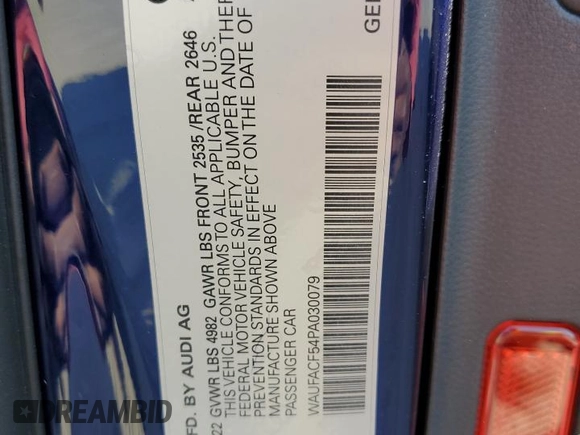 GE
FD. BY AUDI AG
22 GVWR LBS 4982 GAWR LBS FRONT 2535/REAR 2646
THIS VEHICLE CONFORMS TO ALL APPLICABLE U.S.
FEDERAL MOTOR VEHICLE SAFETY, BUMPER AND THE
PREVENTION STANDARDS IN EFFECT ON THE DATE OF
MANUFACTURE SHOWN ABOVE
PASSENGER CAR
WAUFACF54PA030079
DREAMBID